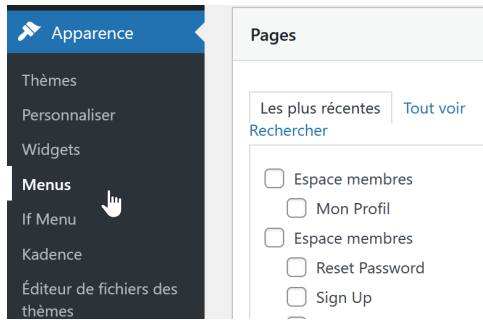 Apparence
Thèmes
Personnaliser
Widgets
Menus
If Menu
Kadence
Éditeur de fichiers des
thèmes
Pages
Les plus récentes Tout voir
Rechercher
Espace membres
Mon Profil
Espace membres
Reset Password
Sign Up